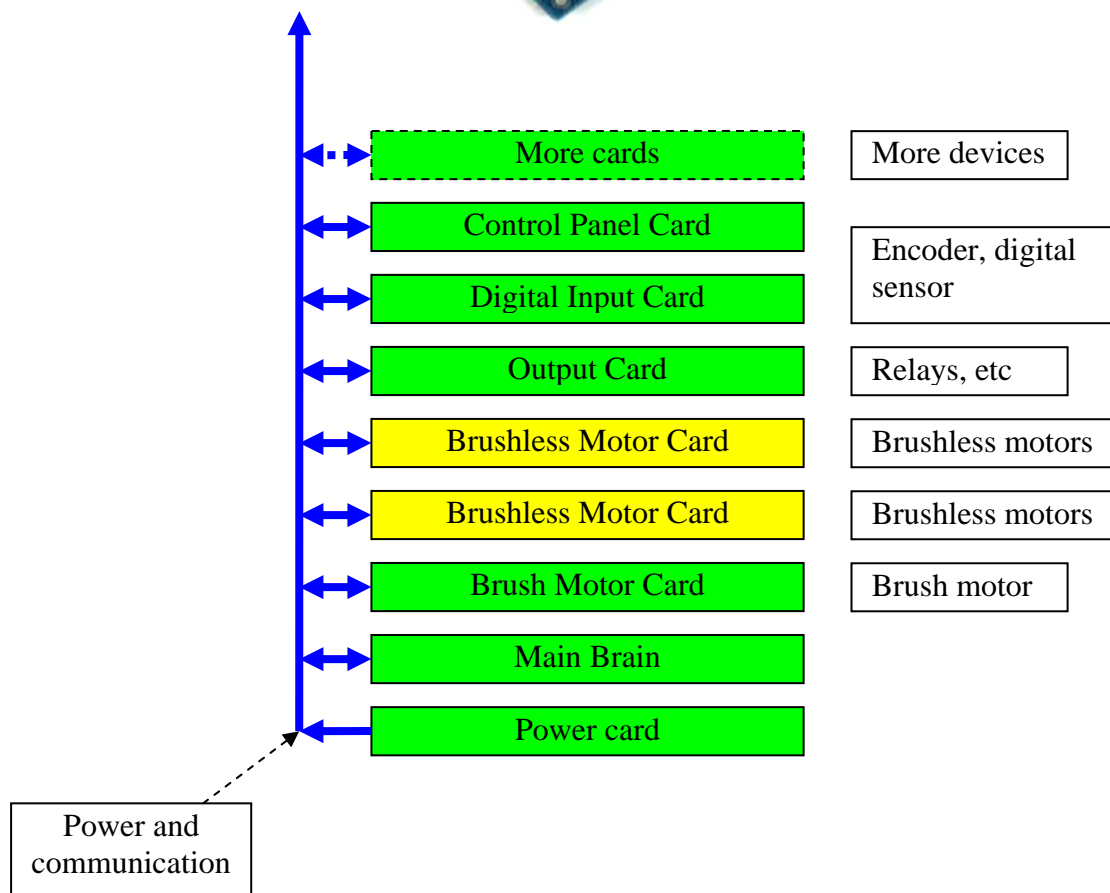 More cards
More devices
Control Panel Card
Encoder, digital
sensor
Digital Input Card
Output Card
Relays, etc
Brushless Motor Card
Brushless motors
Brushless Motor Card
Brushless motors
Brush Motor Card
Brush motor
Main Brain
Power card
Power and
communication